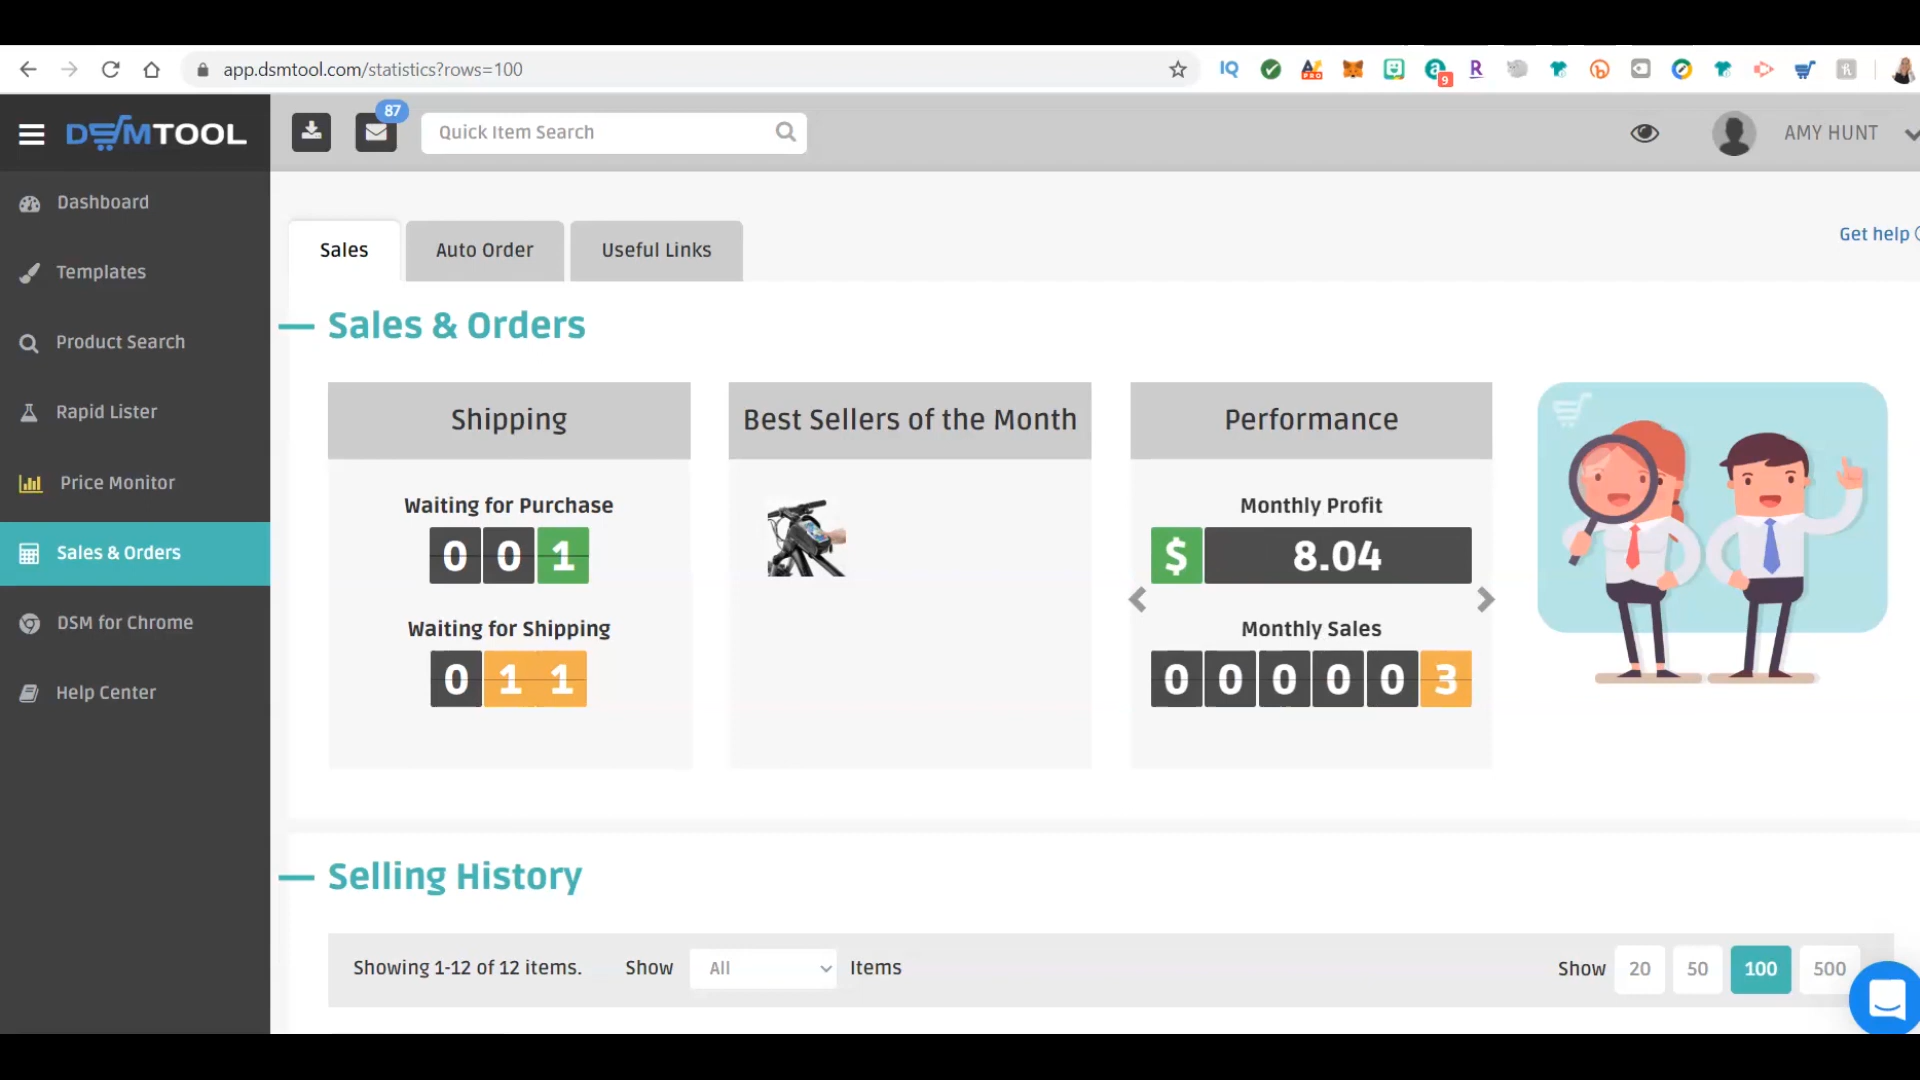 app.dsmtool.com/statistics?rows=100
IQ
PRO
9
R
DSMTOOL
87
Quick Item Search
AMY HUNT
Dashboard
Templates
Product Search
Rapid Lister
Price Monitor
Sales & Orders
DSM for Chrome
Help Center
Sales
Auto Order
Useful Links
Get help
Sales & Orders
Shipping
Waiting for Purchase
001
Waiting for Shipping
011
Best Sellers of the Month
Performance
Monthly Profit
$ 8.04
Monthly Sales
000003
Selling History
Showing 1-12 of 12 items. Show All Items
Show 20 50 100 500